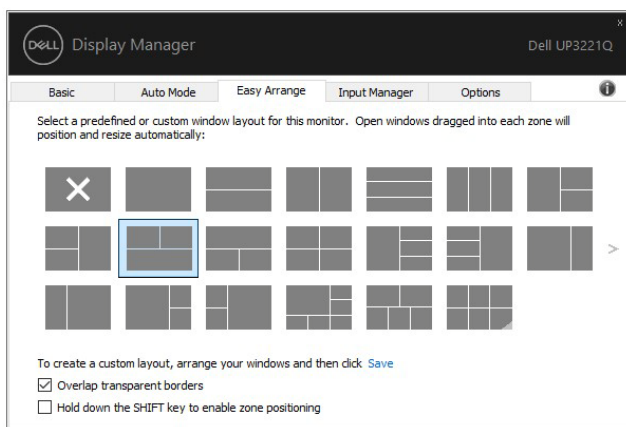 x
DELL Display Manager Dell UP3221Q
Basic Auto Mode Easy Arrange Input Manager Options
Select a predefined or custom window layout for this monitor. Open windows dragged into each zone will
position and resize automatically:
To create a custom layout, arrange your windows and then click Save
Overlap transparent borders
Hold down the SHIFT key to enable zone positioning